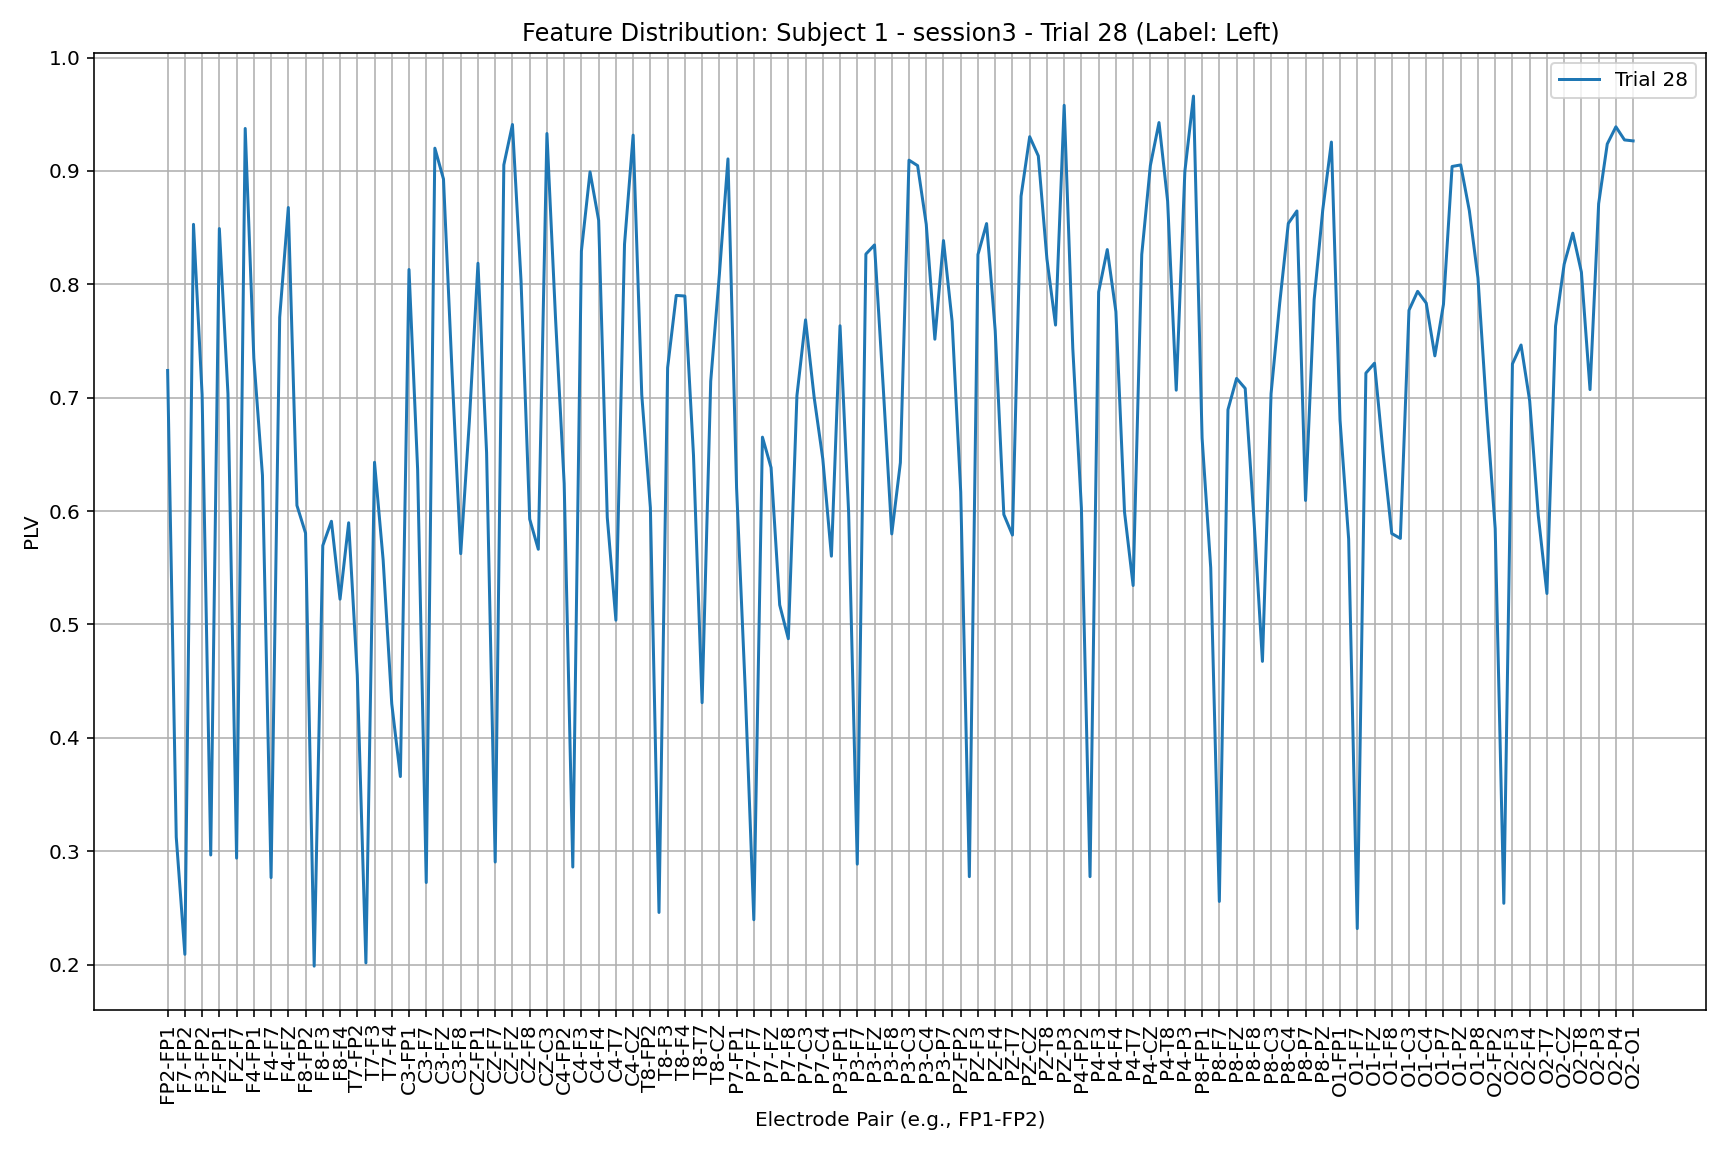 Feature Distribution: Subject 1 - session3 - Trial 28 (Label: Left)
Trial 28
PLV
1.0
0.9
0.8
0.7
0.6
0.5
0.4
0.3
0.2
FP2-FP1
F7-FP2
F3-FP2
FZ-FP1
FZ-F7
F4-FP1
F4-F7
F4-FZ
F8-FP2
F8-F3
F8-F4
T7-FP2
T7-F3
T7-F4
C3-FP1
C3-F7
C3-FZ
C3-F8
CZ-FP1
CZ-F7
CZ-FZ
CZ-F8
CZ-C3
C4-FP2
C4-F3
C4-F4
C4-T7
C4-CZ
T8-FP2
T8-F3
T8-F4
T8-T7
T8-CZ
P7-FP1
P7-F7
P7-FZ
P7-F8
P7-C3
P7-C4
P3-FP1
P3-F7
P3-FZ
P3-F8
P3-C3
P3-C4
P3-P7
PZ-FP2
PZ-F3
PZ-F4
PZ-T7
PZ-CZ
PZ-T8
PZ-P3
P4-FP2
P4-F3
P4-F4
P4-T7
P4-CZ
P4-T8
P4-P3
P8-FP1
P8-F7
P8-FZ
P8-F8
P8-C3
P8-C4
P8-P7
P8-PZ
O1-FP1
O1-F7
O1-FZ
O1-F8
O1-C3
O1-C4
O1-P7
O1-PZ
O1-P8
O2-FP2
O2-F3
O2-F4
O2-T7
O2-CZ
O2-T8
O2-P3
O2-P4
O2-O1
Electrode Pair (e.g., FP1-FP2)